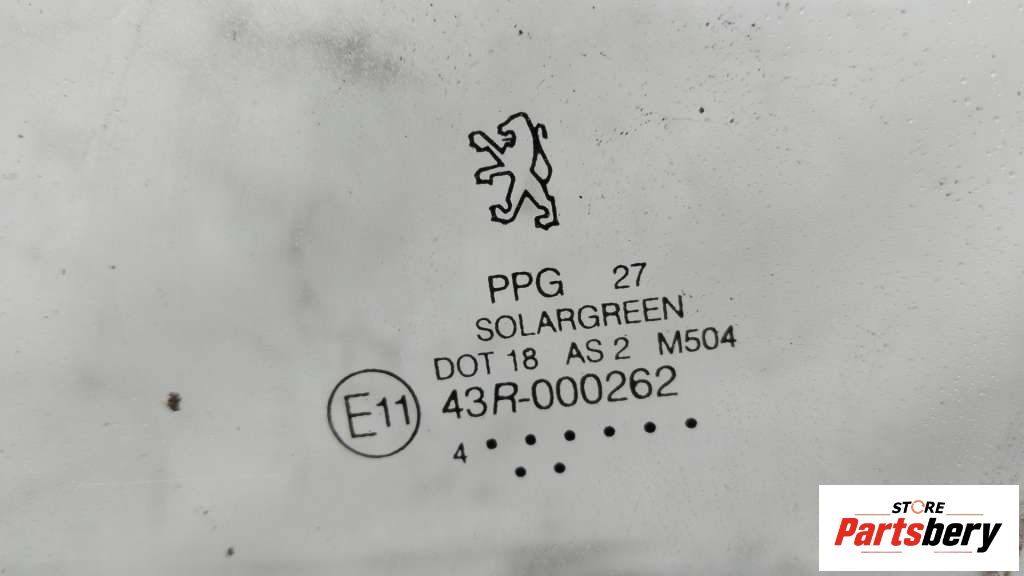 PPG 27
SOLARGREEN
DOT 18 AS 2 M504
E11 43R-000262
4 . . . . . .
. .
STORE
Partsbery